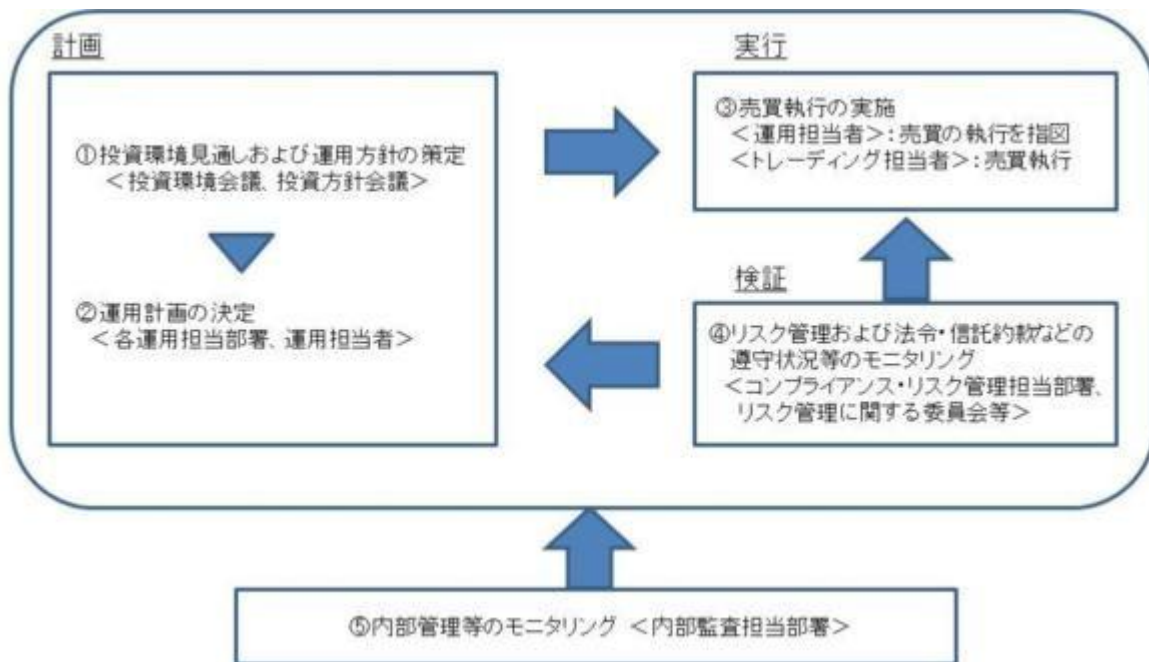 計画
①投資環境見通しおよび運用方針の策定
＜投資環境会議、投資方針会議＞
②運用計画の決定
＜各運用担当部署、運用担当者＞
実行
③売買執行の実施
＜運用担当者＞：売買の執行を指図
＜トレーディング担当者＞：売買執行
検証
④リスク管理および法令・信託約款などの
遵守状況等のモニタリング
＜コンプライアンス・リスク管理担当部署、
リスク管理に関する委員会等＞
⑤内部管理等のモニタリング ＜内部監査担当部署＞